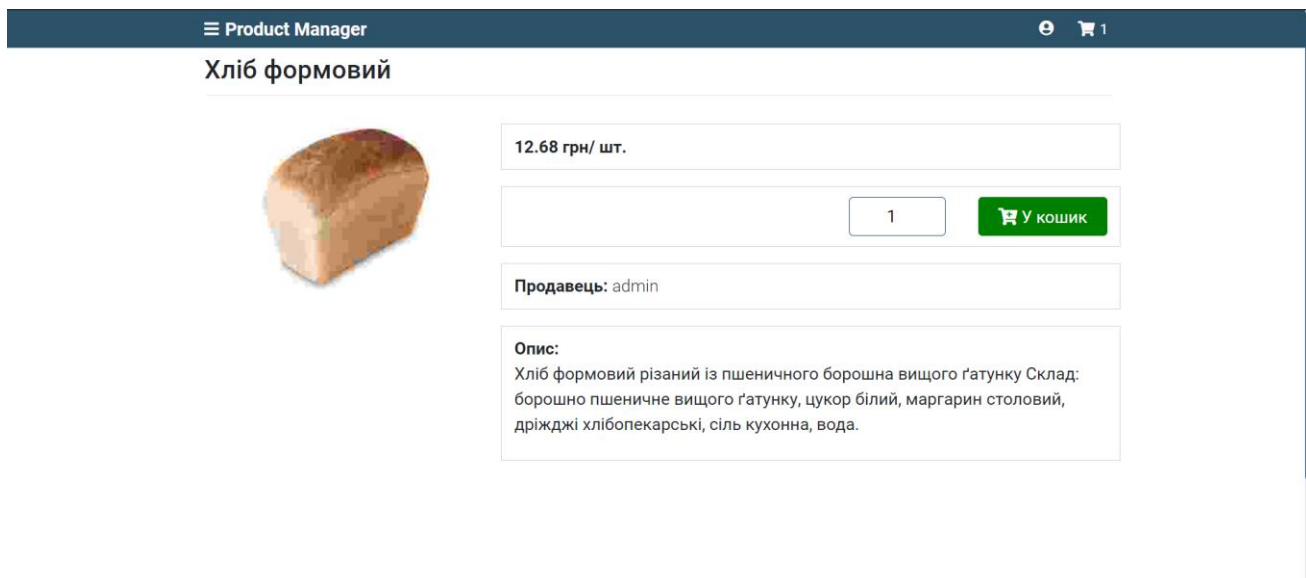 Product Manager
1
Хліб формовий
12.68 грн/ шт.
1
У кошик
Продавець: admin
Опис:
Хліб формовий різаний із пшеничного борошна вищого ґатунку Склад:
борошно пшеничне вищого ґатунку, цукор білий, маргарин столовий,
дріжджі хлібопекарські, сіль кухонна, вода.